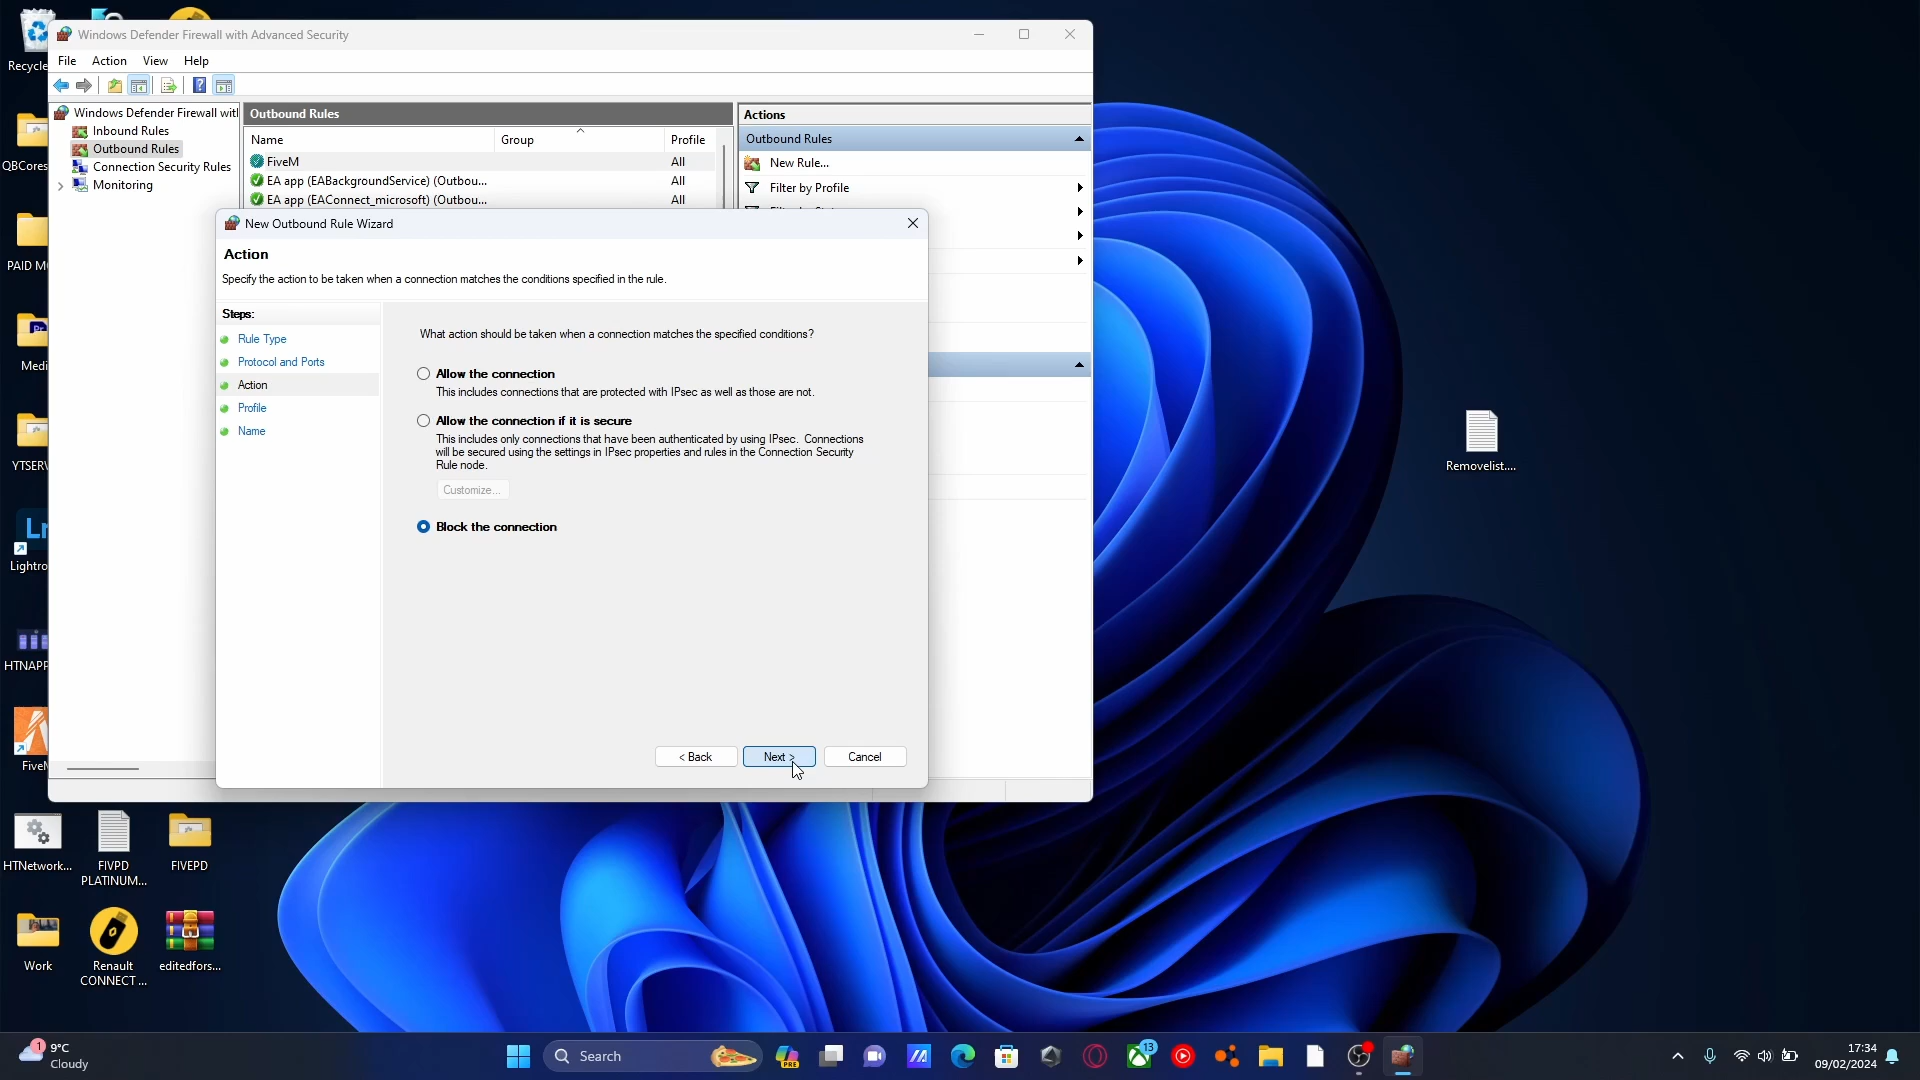 Windows Defender Firewall with Advanced Security
File Action View Help
Windows Defender Firewall wit
Inbound Rules
Outbound Rules
Connection Security Rules
Monitoring
Outbound Rules
Name Group Profile
FiveM All
EA app (EABackgroundService) (Outbou... All
EA app (EAConnect_microsoft) (Outbou... All
Actions
Outbound Rules
New Rule...
Filter by Profile
New Outbound Rule Wizard
Action
Specify the action to be taken when a connection matches the conditions specified in the rule.
Steps:
Rule Type
Protocol and Ports
Action
Profile
Name
What action should be taken when a connection matches the specified conditions?
Allow the connection
This includes connections that are protected with IPsec as well as those are not.
Allow the connection if it is secure
This includes only connections that have been authenticated by using IPsec. Connections
will be secured using the settings in IPsec properties and rules in the Connection Security
Rule node.
Customize...
Block the connection
< Back Next > Cancel
Recycle
QBCores
PAID M
Medi
YTSERV
Lr
Lightro
HTNAPP
FiveM
HTNetwork...
FIVPD
PLATINUM...
FIVEPD
Work
Renault
CONNECT ...
editedfors...
Removelist....
1
9°C
Cloudy
Search
PRE
13
17:34
09/02/2024